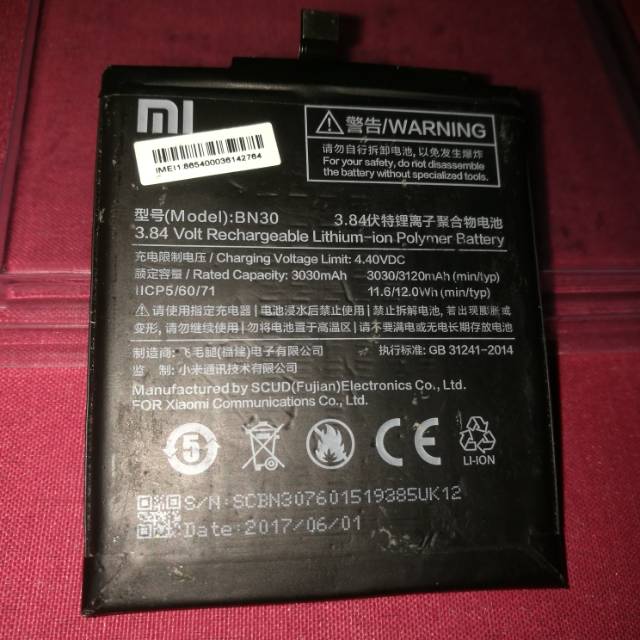 MI
IMEI1:865400036142764
警告/WARNING
请勿自行拆卸电池,以免发生爆炸
For your safety, do not disassemble
the battery without specialized tools.
型号(Model):BN30 3.84伏特锂离子聚合物电池
3.84 Volt Rechargeable Lithium-ion Polymer Battery
充电限制电压 / Charging Voltage Limit: 4.40VDC
额定容量 / Rated Capacity: 3030mAh 3030/3120mAh (min/typ)
IICP5/60/71 11.6/12.0Wh (min/typ)
请使用指定充电器 | 电池浸水后禁止使用 | 禁止拆解电池,若出现膨胀或
变形,请勿继续使用 | 勿将电池置于高温区 | 请不要满电或无电长期存放电池
制造商: 飞毛腿(福建)电子有限公司 执行标准: GB 31241-2014
监 制: 小米通讯技术有限公司
Manufactured by SCUD(Fujian)Electronics Co., Ltd.
FOR Xiaomi Communications Co., Ltd.
5
CE
LI-ION
S/N: SCBN307601519385UK12
Date: 2017/06/01